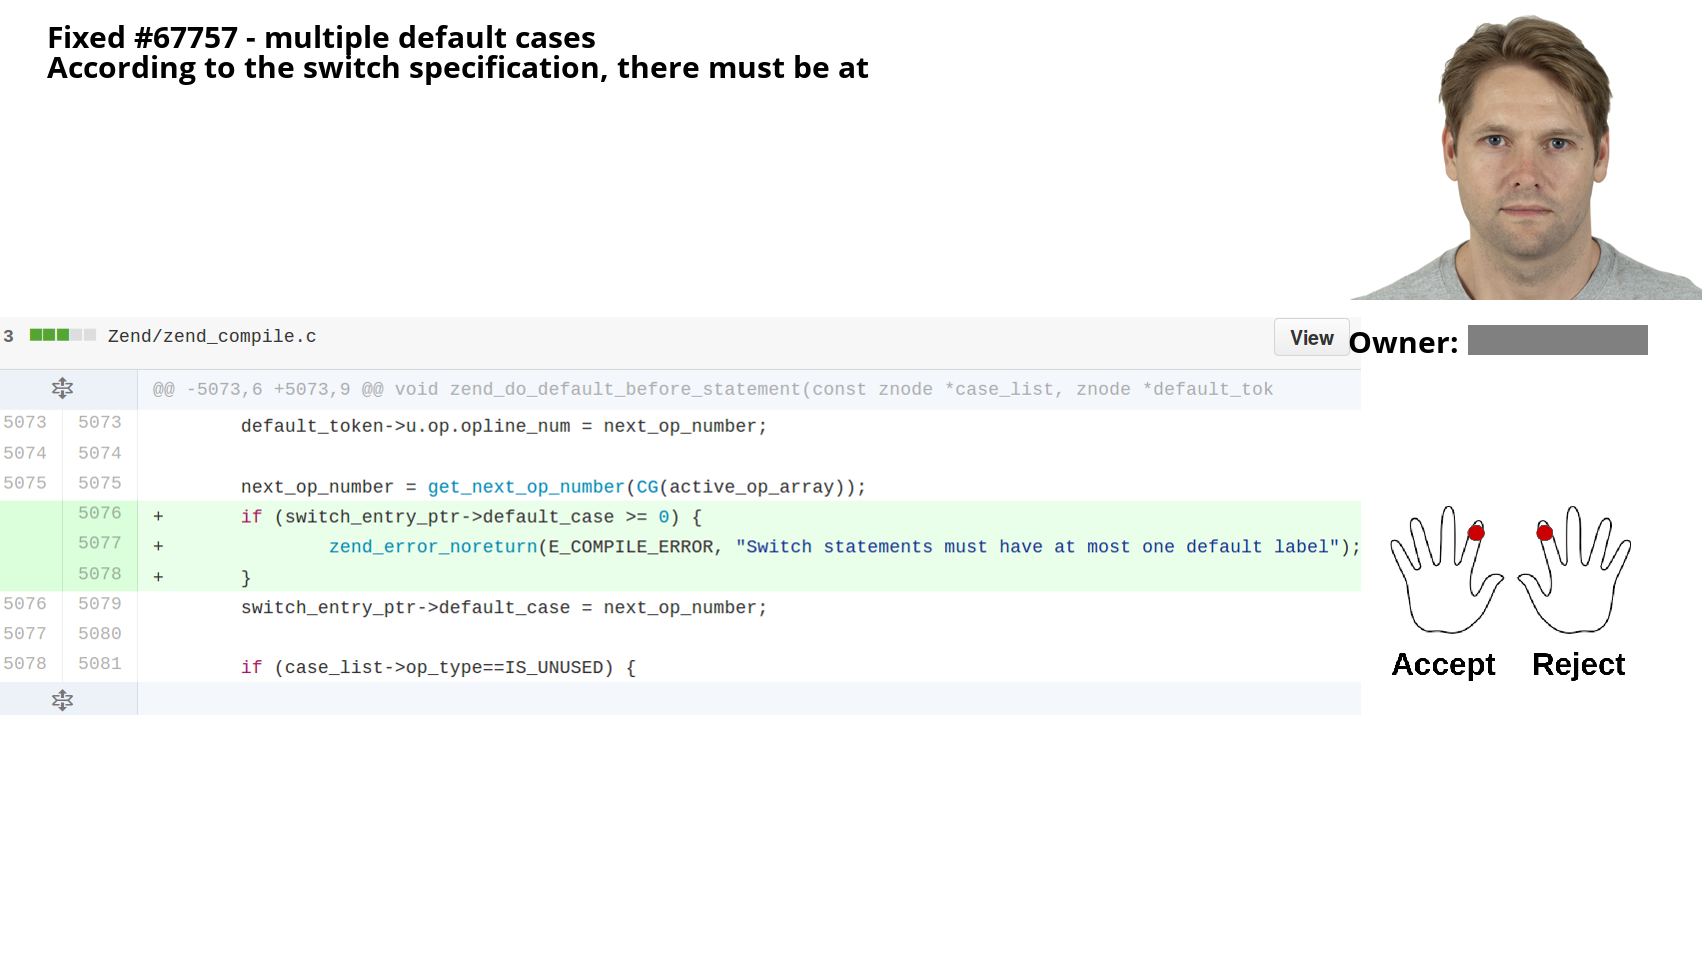 Fixed #67757 - multiple default cases
According to the switch specification, there must be at
3 Zend/zend_compile.c View
Owner:
@@ -5073,6 +5073,9 @@ void zend_do_default_before_statement(const znode *case_list, znode *default_tok
5073 5073 default_token->u.op.opline_num = next_op_number;
5074 5074
5075 5075 next_op_number = get_next_op_number(CG(active_op_array));
5076 + if (switch_entry_ptr->default_case >= 0) {
5077 + zend_error_noreturn(E_COMPILE_ERROR, "Switch statements must have at most one default label");
5078 + }
5076 5079 switch_entry_ptr->default_case = next_op_number;
5077 5080
5078 5081 if (case_list->op_type==IS_UNUSED) {
Accept Reject